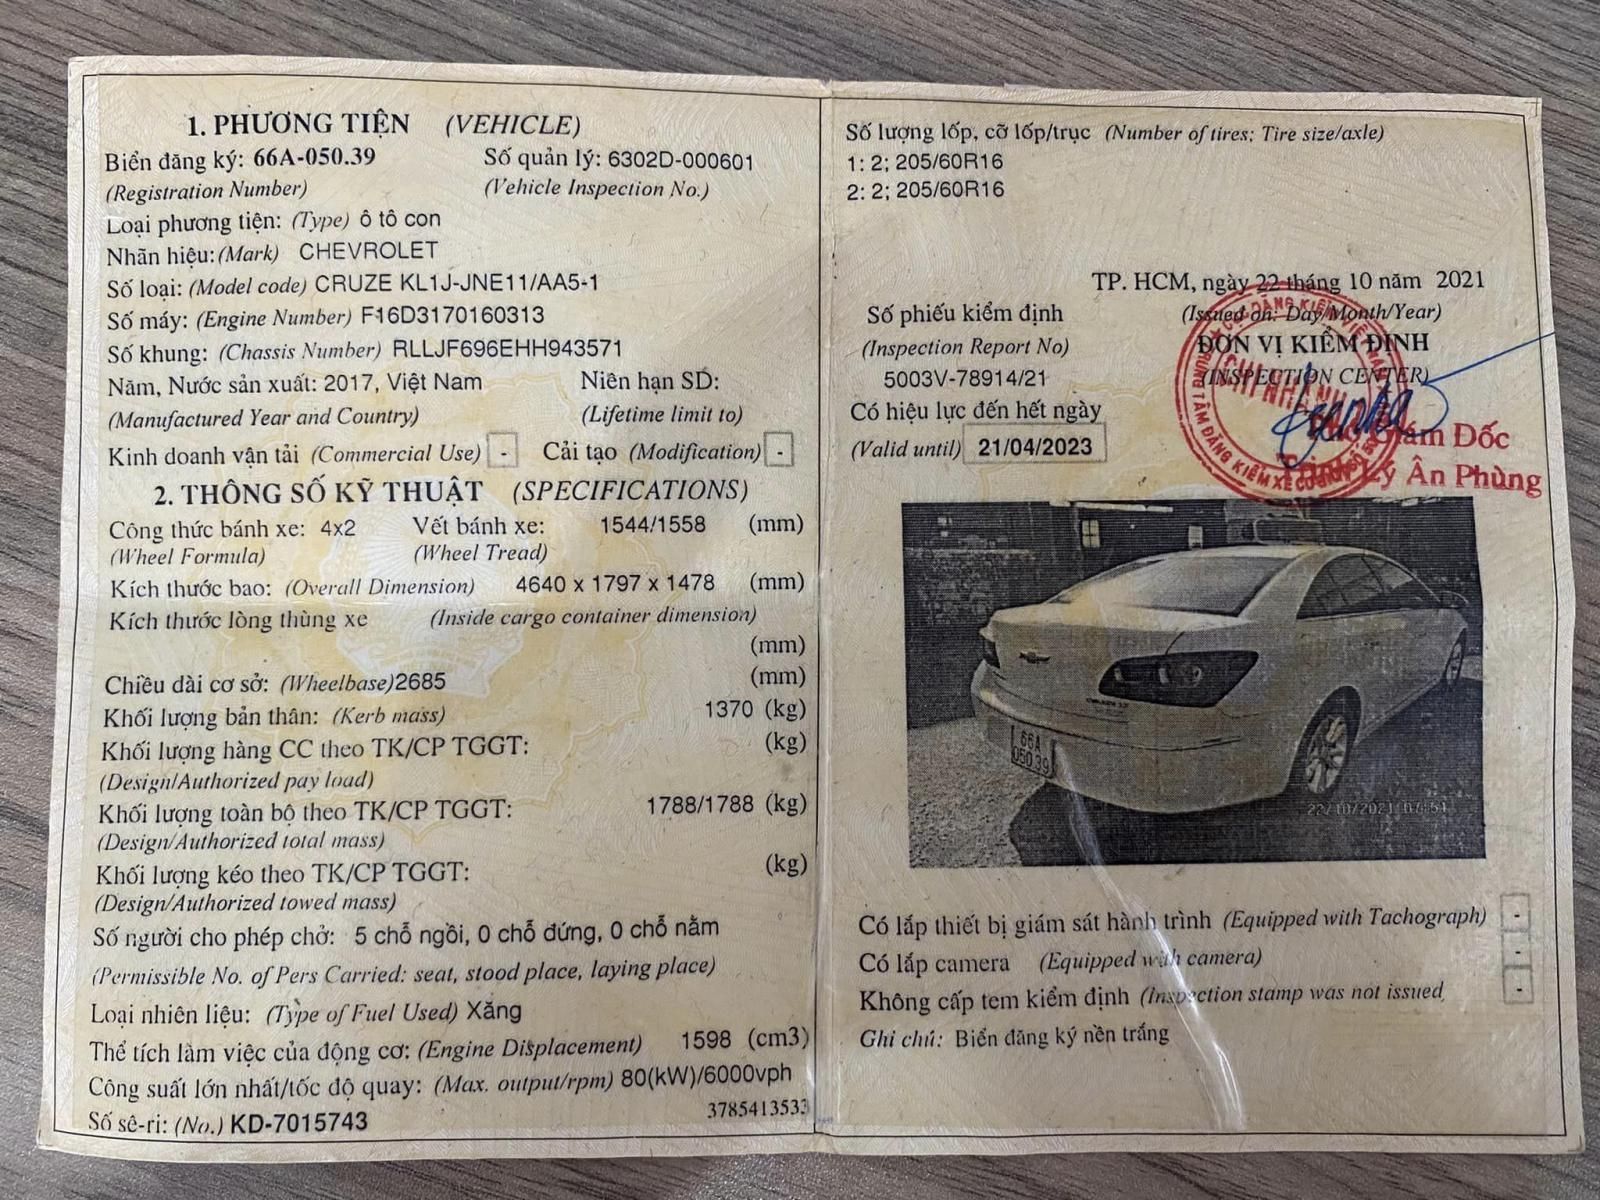 1. PHƯƠNG TIỆN (VEHICLE)
Biển đăng ký: 66A-050.39 Số quản lý: 6302D-000601
(Registration Number) (Vehicle Inspection No.)
Loại phương tiện: (Type) ô tô con
Nhãn hiệu: (Mark) CHEVROLET
Số loại: (Model code) CRUZE KL1J-JNE11/AA5-1
Số máy: (Engine Number) F16D3170160313
Số khung: (Chassis Number) RLLJF696EHH943571
Năm, Nước sản xuất: 2017, Việt Nam Niên hạn SD:
(Manufactured Year and Country) (Lifetime limit to)
Kinh doanh vận tải (Commercial Use) - Cải tạo (Modification) -
2. THÔNG SỐ KỸ THUẬT (SPECIFICATIONS)
Công thức bánh xe: 4x2 Vết bánh xe: 1544/1558 (mm)
(Wheel Formula) (Wheel Tread)
Kích thước bao: (Overall Dimension) 4640 x 1797 x 1478 (mm)
Kích thước lòng thùng xe (Inside cargo container dimension)
(mm)
Chiều dài cơ sở: (Wheelbase) 2685 (mm)
Khối lượng bản thân: (Kerb mass) 1370 (kg)
Khối lượng hàng CC theo TK/CP TGGT: (kg)
(Design/Authorized pay load)
Khối lượng toàn bộ theo TK/CP TGGT: 1788/1788 (kg)
(Design/Authorized total mass)
Khối lượng kéo theo TK/CP TGGT: (kg)
(Design/Authorized towed mass)
Số người cho phép chở: 5 chỗ ngồi, 0 chỗ đứng, 0 chỗ nằm
(Permissible No. of Pers Carried: seat, stood place, laying place)
Loại nhiên liệu: (Type of Fuel Used) Xăng
Thể tích làm việc của động cơ: (Engine Displacement) 1598 (cm3)
Công suất lớn nhất/tốc độ quay: (Max. output/rpm) 80(kW)/6000vph
3785413533
Số sê-ri: (No.) KD-7015743
Số lượng lốp, cỡ lốp/trục (Number of tires; Tire size/axle)
1: 2; 205/60R16
2: 2; 205/60R16
TP. HCM, ngày 22 tháng 10 năm 2021
Số phiếu kiểm định (Issued on: Day/Month/Year)
(Inspection Report No) ĐƠN VỊ KIỂM ĐỊNH
5003V-78914/21 (INSPECTION CENTER)
Có hiệu lực đến hết ngày
(Valid until) 21/04/2023
Giám Đốc
Lý Ân Phùng
66A
050.39
22/10/2021 07:51
Có lắp thiết bị giám sát hành trình (Equipped with Tachograph) -
Có lắp camera (Equipped with camera) -
Không cấp tem kiểm định (Inspection stamp was not issued -
Ghi chú: Biển đăng ký nền trắng